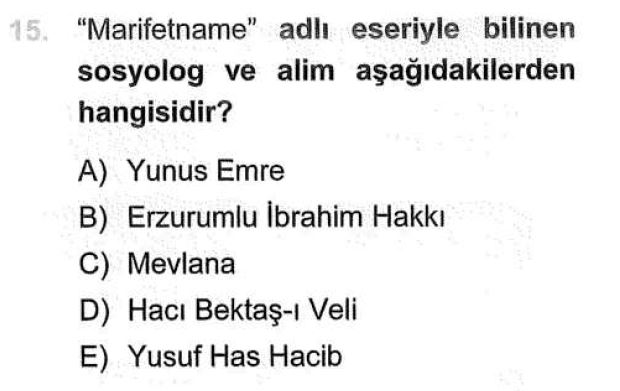 15. “Marifetname” adlı eseriyle bilinen
sosyolog ve alim aşağıdakilerden
hangisidir?
A) Yunus Emre
B) Erzurumlu İbrahim Hakkı
C) Mevlana
D) Hacı Bektaş-ı Veli
E) Yusuf Has Hacib